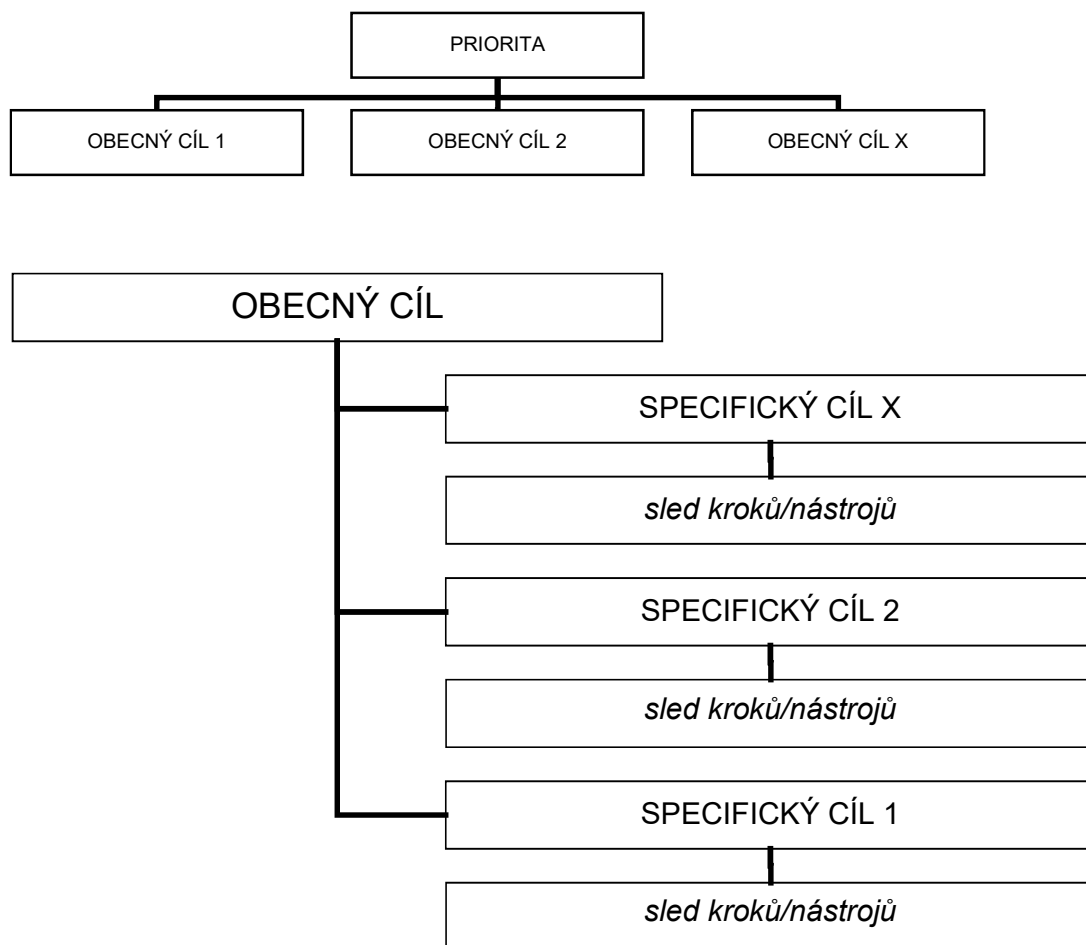 PRIORITA
OBECNÝ CÍL 1
OBECNÝ CÍL 2
OBECNÝ CÍL X
OBECNÝ CÍL
SPECIFICKÝ CÍL X
sled kroků/nástrojů
SPECIFICKÝ CÍL 2
sled kroků/nástrojů
SPECIFICKÝ CÍL 1
sled kroků/nástrojů